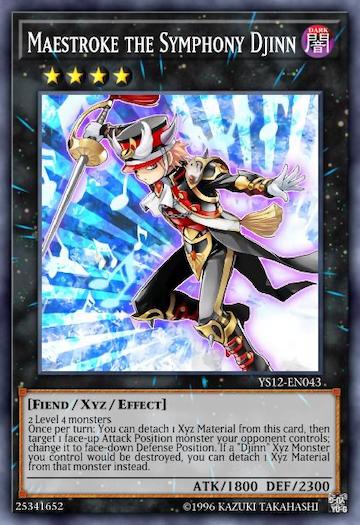 MAESTROKE THE SYMPHONY DJINN
DARK
闇
YS12-EN043
[FIEND / XYZ / EFFECT]
2 Level 4 monsters
Once per turn: You can detach 1 Xyz Material from this card, then
target 1 face-up Attack Position monster your opponent controls;
change it to face-down Defense Position. If a "Djinn" Xyz Monster
you control would be destroyed, you can detach 1 Xyz Material
from that monster instead.
ATK/1800 DEF/2300
25341652
©1996 KAZUKI TAKAHASHI